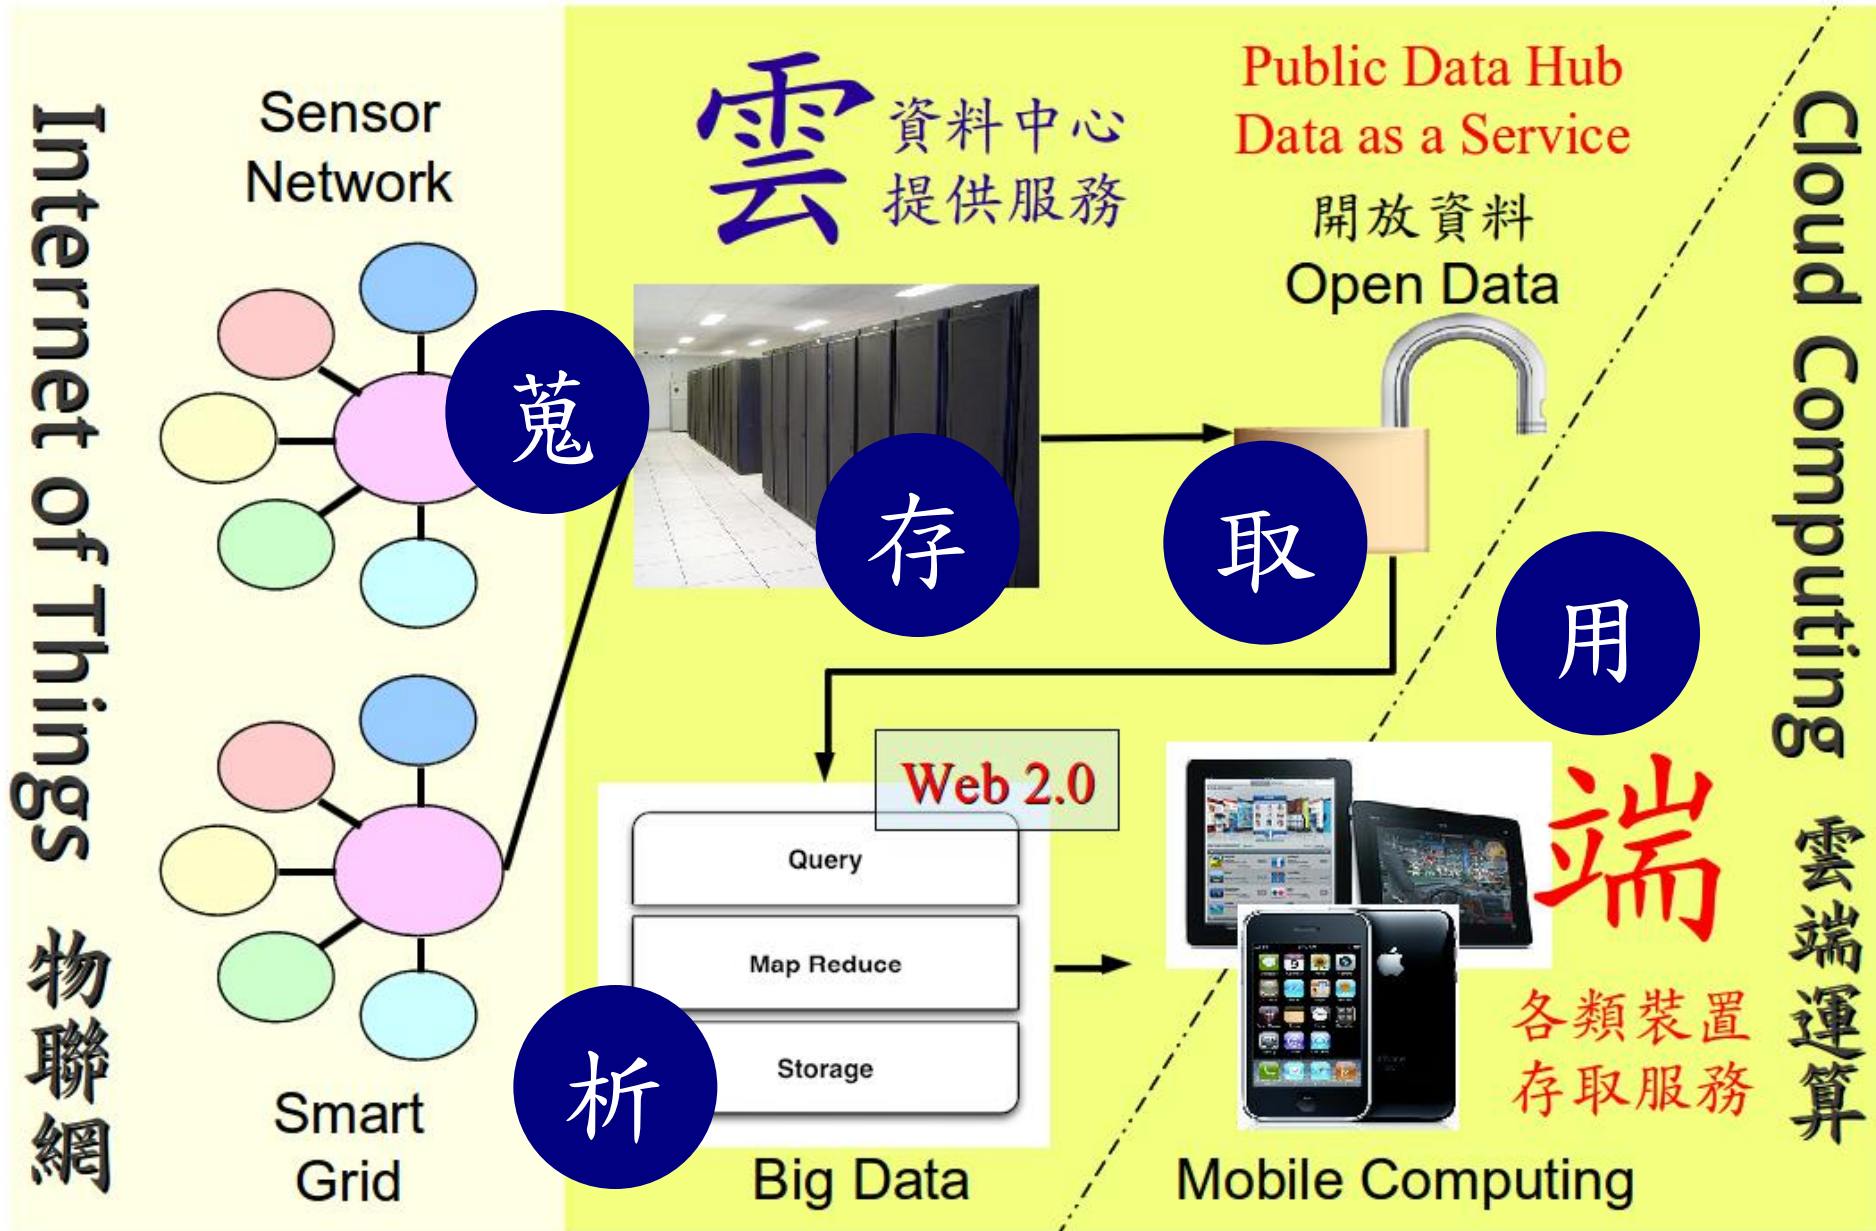 Internet of Things 物聯網
Sensor
Network
雲
資料中心
提供服務
Public Data Hub
Data as a Service
開放資料
Open Data
蒐
存
取
用
Web 2.0
Query
Map Reduce
Storage
析
端
各類裝置
存取服務
Smart
Grid
Big Data
Mobile Computing
Cloud Computing 雲端運算